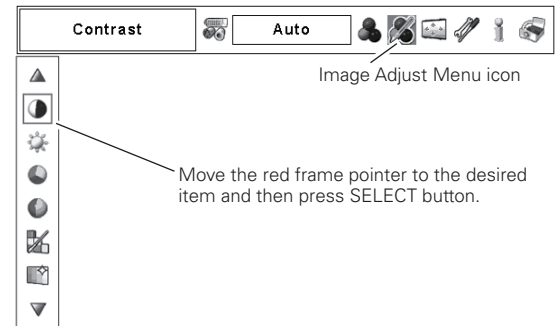 Contrast
Auto
Image Adjust Menu icon
Move the red frame pointer to the desired
item and then press SELECT button.